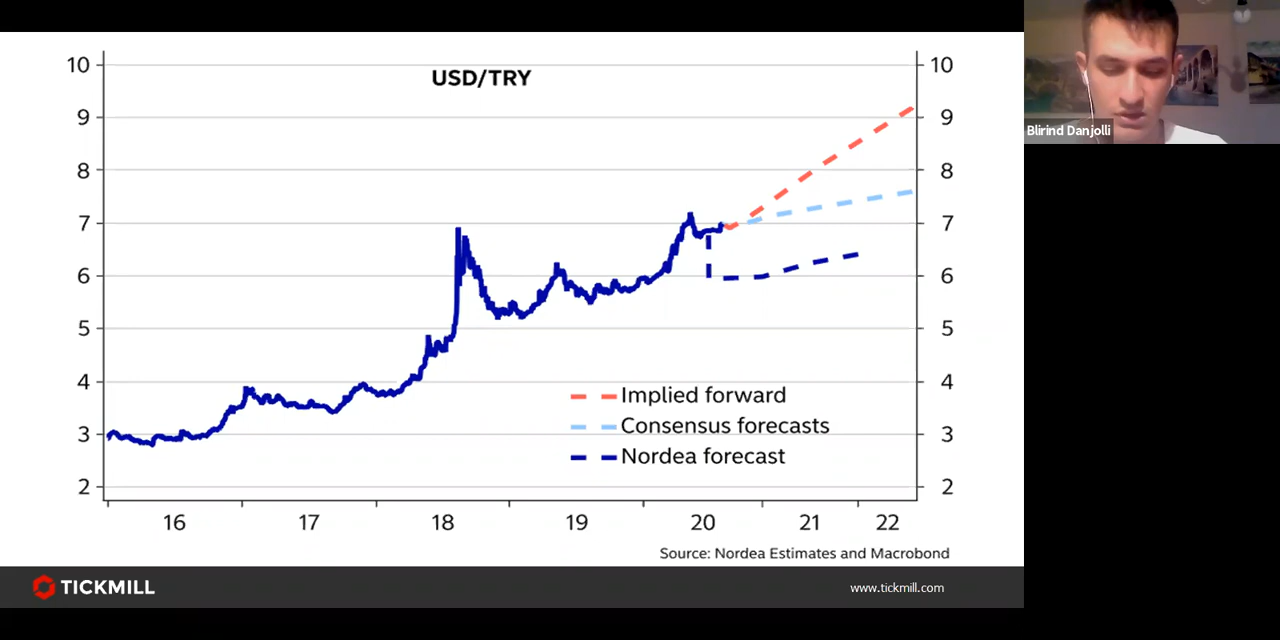 USD/TRY
10
9
8
7
6
5
4
3
2
10
9
8
7
6
5
4
3
2
Implied forward
Consensus forecasts
Nordea forecast
16 17 18 19 20 21 22
Source: Nordea Estimates and Macrobond
TICKMILL
www.tickmill.com
Blirind Danjolli